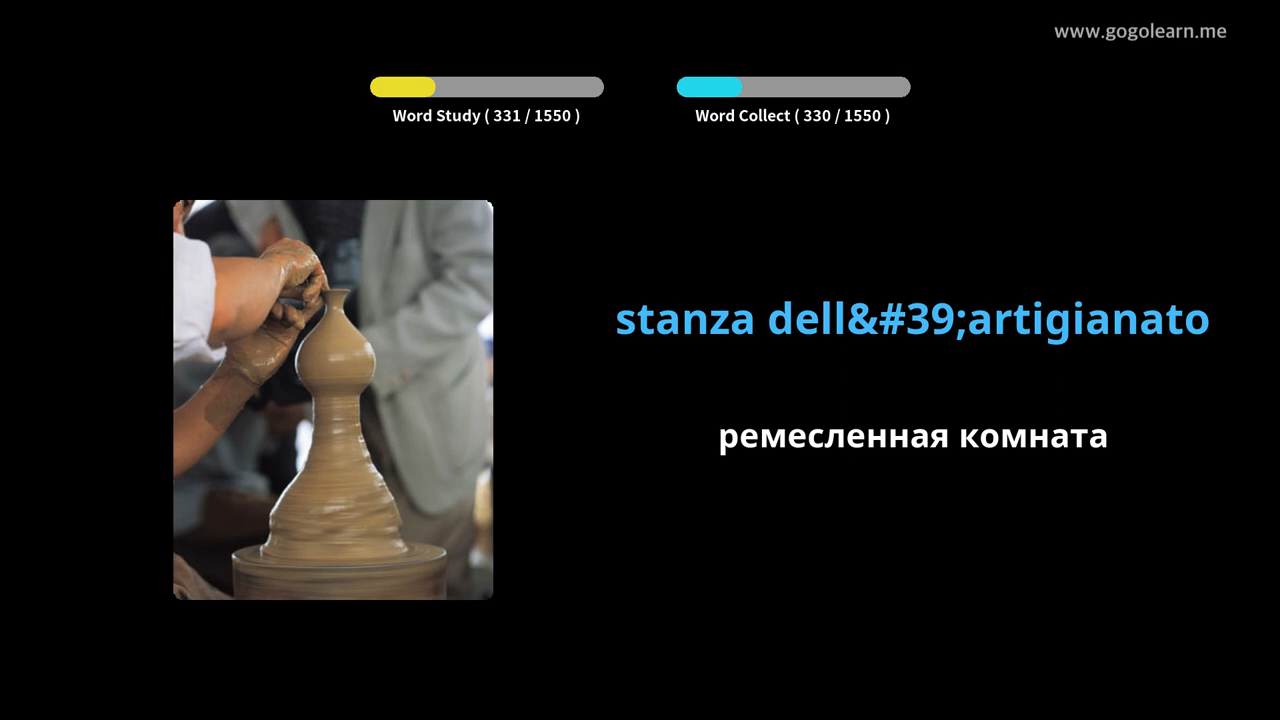 www.gogolearn.me
Word Study ( 331 / 1550 )
Word Collect ( 330 / 1550 )
stanza dell&#39;artigianato
ремесленная комната